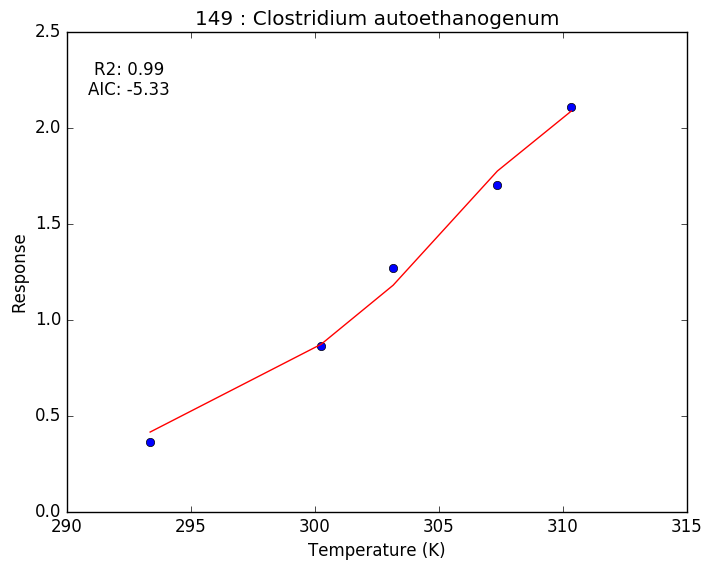 149 : Clostridium autoethanogenum
R2: 0.99
AIC: -5.33
2.5
2.0
1.5
1.0
0.5
0.0
Response
290 295 300 305 310 315
Temperature (K)